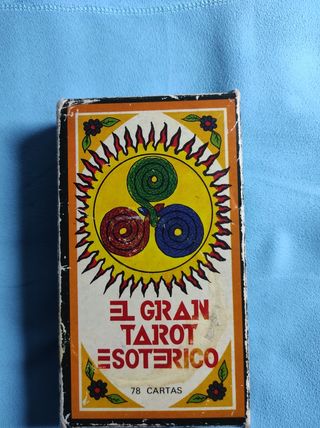 EL GRAN
TAROT
ESOTERICO
78 CARTAS